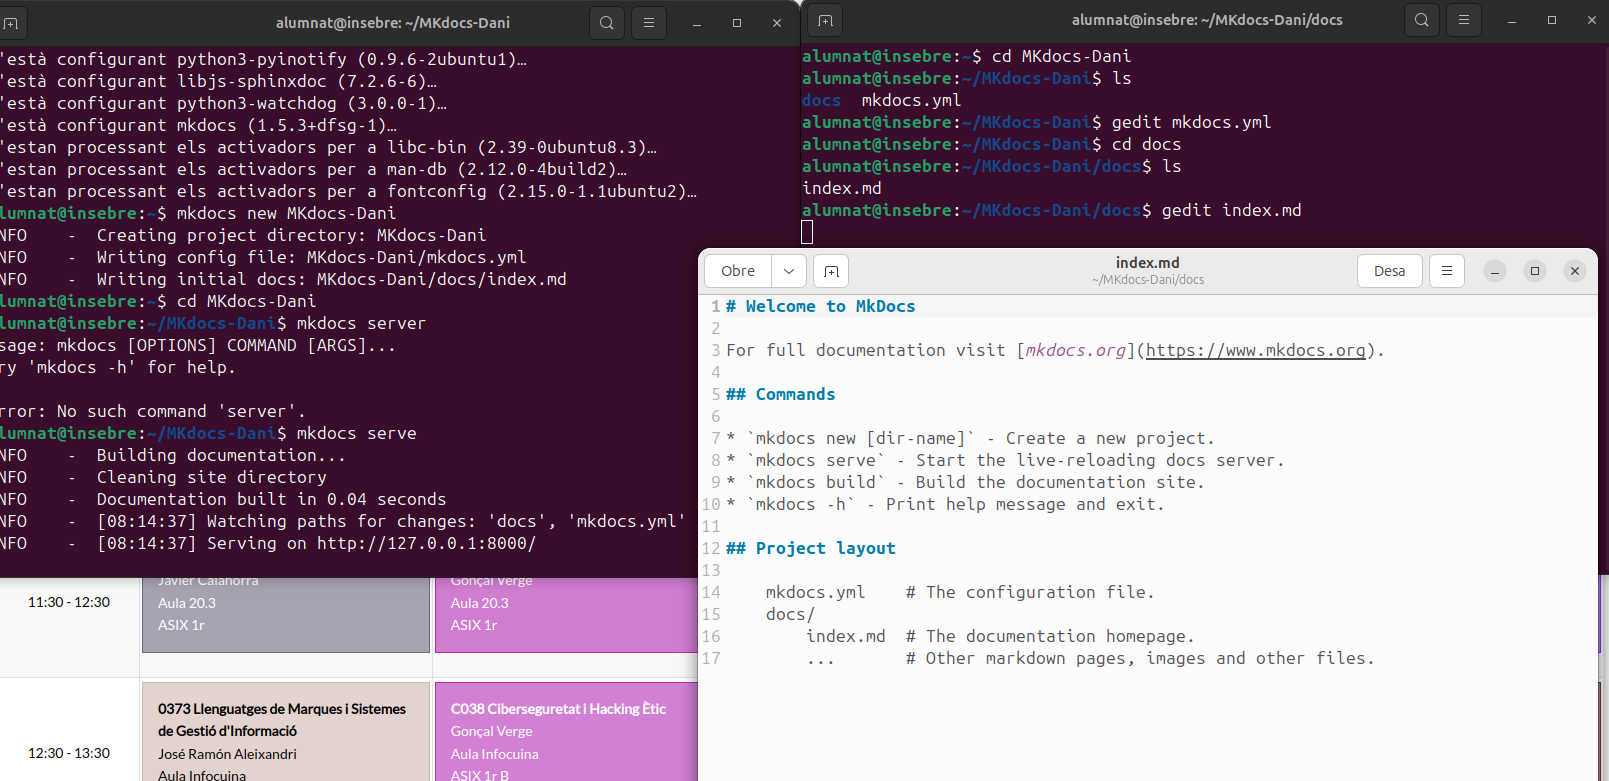 alumnat@insebre: ~/MKdocs-Dani
'està configurant python3-pyinotify (0.9.6-2ubuntu1)…
'està configurant libjs-sphinxdoc (7.2.6-6)…
'està configurant python3-watchdog (3.0.0-1)…
'està configurant mkdocs (1.5.3+dfsg-1)…
'estan processant els activadors per a libc-bin (2.39-0ubuntu8.3)…
'estan processant els activadors per a man-db (2.12.0-4build2)…
'estan processant els activadors per a fontconfig (2.15.0-1.1ubuntu2)…
lumnat@insebre:~$ mkdocs new MKdocs-Dani
NFO    -  Creating project directory: MKdocs-Dani
NFO    -  Writing config file: MKdocs-Dani/mkdocs.yml
NFO    -  Writing initial docs: MKdocs-Dani/docs/index.md
lumnat@insebre:~$ cd MKdocs-Dani
lumnat@insebre:~/MKdocs-Dani$ mkdocs server
sage: mkdocs [OPTIONS] COMMAND [ARGS]...
ry 'mkdocs -h' for help.
rror: No such command 'server'.
lumnat@insebre:~/MKdocs-Dani$ mkdocs serve
NFO    -  Building documentation...
NFO    -  Cleaning site directory
NFO    -  Documentation built in 0.04 seconds
NFO    -  [08:14:37] Watching paths for changes: 'docs', 'mkdocs.yml'
NFO    -  [08:14:37] Serving on http://127.0.0.1:8000/
alumnat@insebre: ~/MKdocs-Dani/docs
alumnat@insebre:~$ cd MKdocs-Dani
alumnat@insebre:~/MKdocs-Dani$ ls
docs  mkdocs.yml
alumnat@insebre:~/MKdocs-Dani$ gedit mkdocs.yml
alumnat@insebre:~/MKdocs-Dani$ cd docs
alumnat@insebre:~/MKdocs-Dani/docs$ ls
index.md
alumnat@insebre:~/MKdocs-Dani/docs$ gedit index.md
Obre
index.md
~/MKdocs-Dani/docs
Desa
1 # Welcome to MkDocs
2
3 For full documentation visit [mkdocs.org](https://www.mkdocs.org).
4
5 ## Commands
6
7 * `mkdocs new [dir-name]` - Create a new project.
8 * `mkdocs serve` - Start the live-reloading docs server.
9 * `mkdocs build` - Build the documentation site.
10 * `mkdocs -h` - Print help message and exit.
11
12 ## Project layout
13
14     mkdocs.yml    # The configuration file.
15     docs/
16         index.md  # The documentation homepage.
17         ...       # Other markdown pages, images and other files.
11:30 - 12:30
Javier Calahorra
Aula 20.3
ASIX 1r
Gonçal Verge
Aula 20.3
ASIX 1r
12:30 - 13:30
0373 Llenguatges de Marques i Sistemes
de Gestió d'Informació
José Ramón Aleixandri
Aula Infocuina
C038 Ciberseguretat i Hacking Ètic
Gonçal Verge
Aula Infocuina
ASIX 1r B